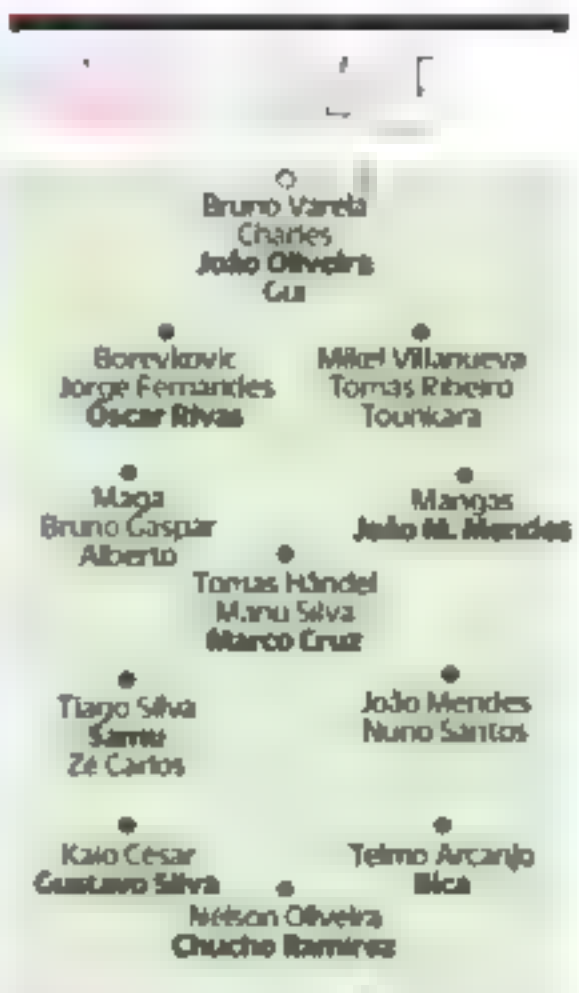 Bruno Varela
Charles
João Oliveira
Gui
Borevkovic
Jorge Fernandes
Óscar Rivas
Mikel Villanueva
Tomás Ribeiro
Tounkara
Maga
Bruno Gaspar
Alberto
Mangas
João M. Mendes
Tomás Händel
Manu Silva
Marco Cruz
Tiago Silva
Samu
Zé Carlos
João Mendes
Nuno Santos
Kaio César
Gustavo Silva
Telmo Arcanjo
Bica
Nélson Oliveira
Chucho Ramírez